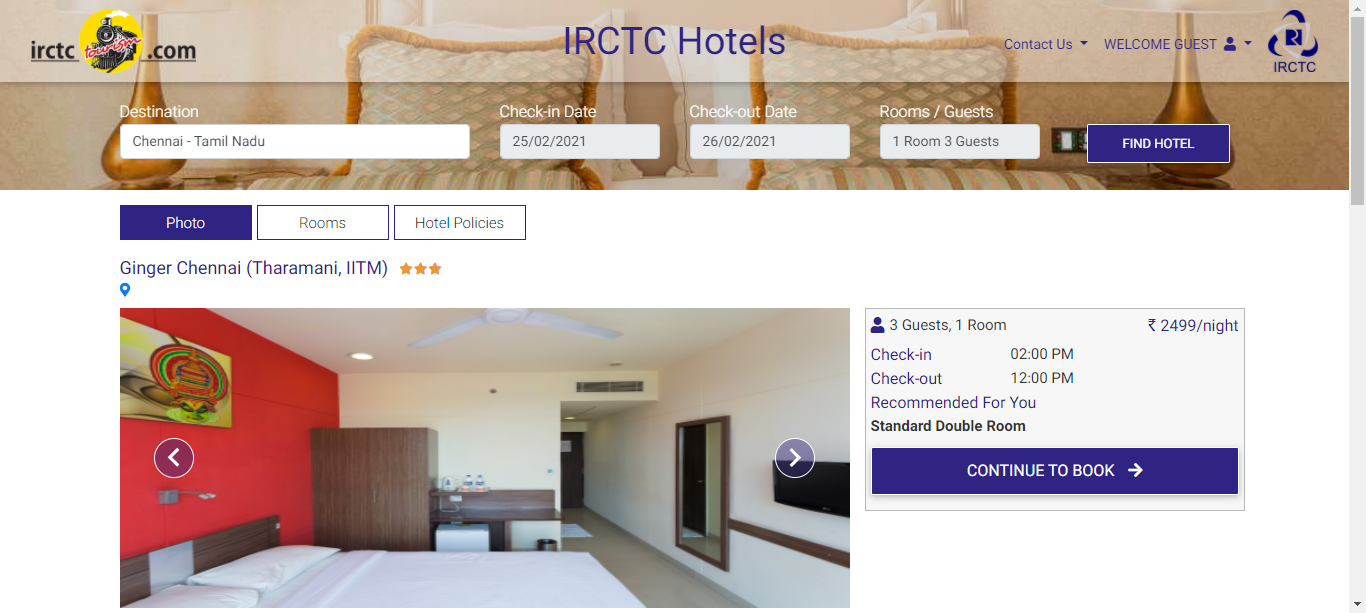 irctc tourism .com
IRCTC Hotels
Contact Us
WELCOME GUEST
IRCTC
Destination
Check-in Date
Check-out Date
Rooms / Guests
Chennai - Tamil Nadu
25/02/2021
26/02/2021
1 Room 3 Guests
FIND HOTEL
Photo
Rooms
Hotel Policies
Ginger Chennai (Tharamani, IITM)
3 Guests, 1 Room
₹ 2499/night
Check-in 02:00 PM
Check-out 12:00 PM
Recommended For You
Standard Double Room
CONTINUE TO BOOK